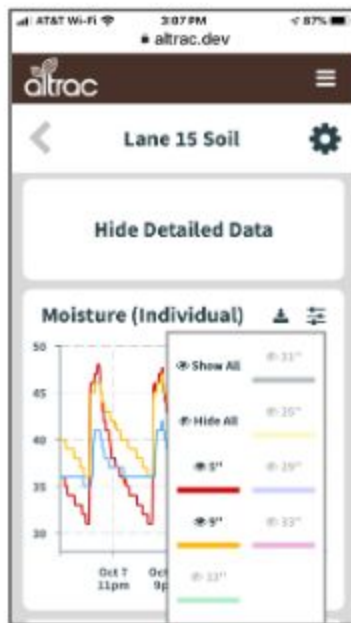 AT&T Wi-Fi 3:07 PM 87%
altrac.dev
altrac
Lane 15 Soil
Hide Detailed Data
Moisture (Individual)
50
45
40
35
30
Oct 7
11pm
Show All
Hide All
5"
9"